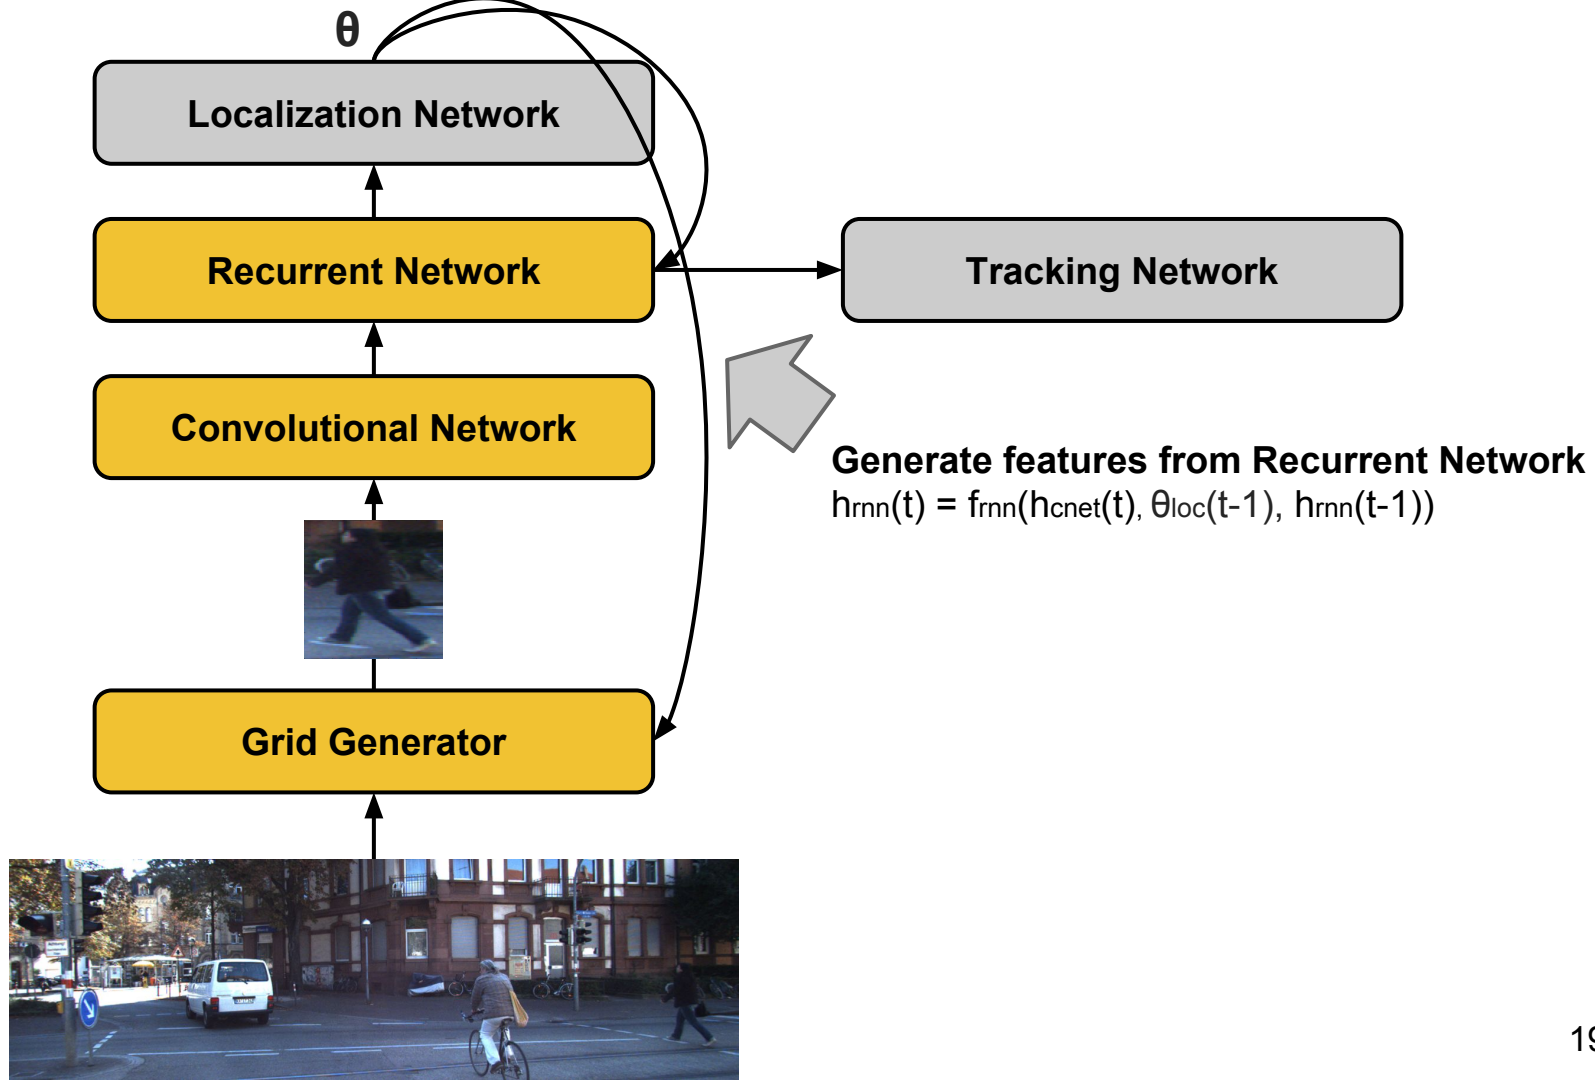 θ
Localization Network
Recurrent Network
Tracking Network
Convolutional Network
Generate features from Recurrent Network
hrnn(t) = frnn(hcnet(t), θloc(t-1), hrnn(t-1))
Grid Generator
19